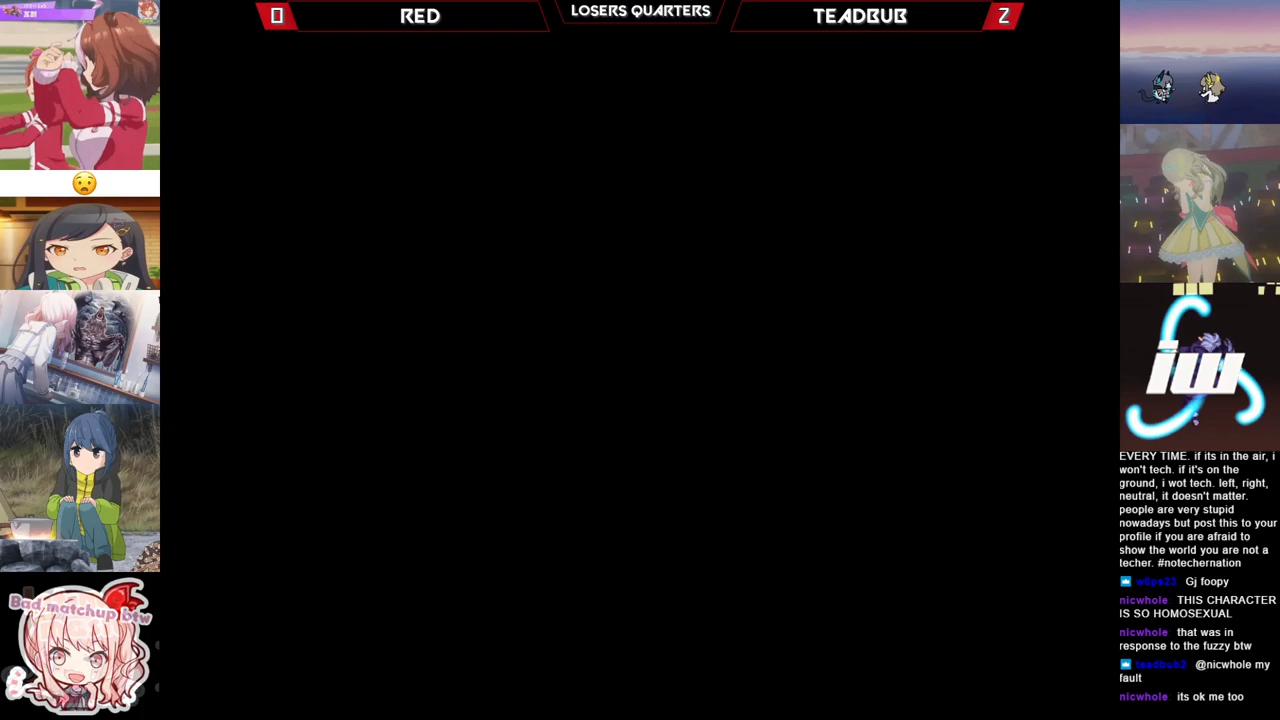 0
RED
LOSERS QUARTERS
TEADBUB
2
Bad matchup btw
iw
EVERY TIME. if its in the air, i
won't tech. if it's on the
ground, i wot tech. left, right,
neutral, it doesn't matter.
people are very stupid
nowadays but post this to your
profile if you are afraid to
show the world you are not a
techer. #notechernation
w0ps23 Gj foopy
nicwhole THIS CHARACTER
IS SO HOMOSEXUAL
nicwhole that was in
response to the fuzzy btw
teadbub2 @nicwhole my
fault
nicwhole its ok me too